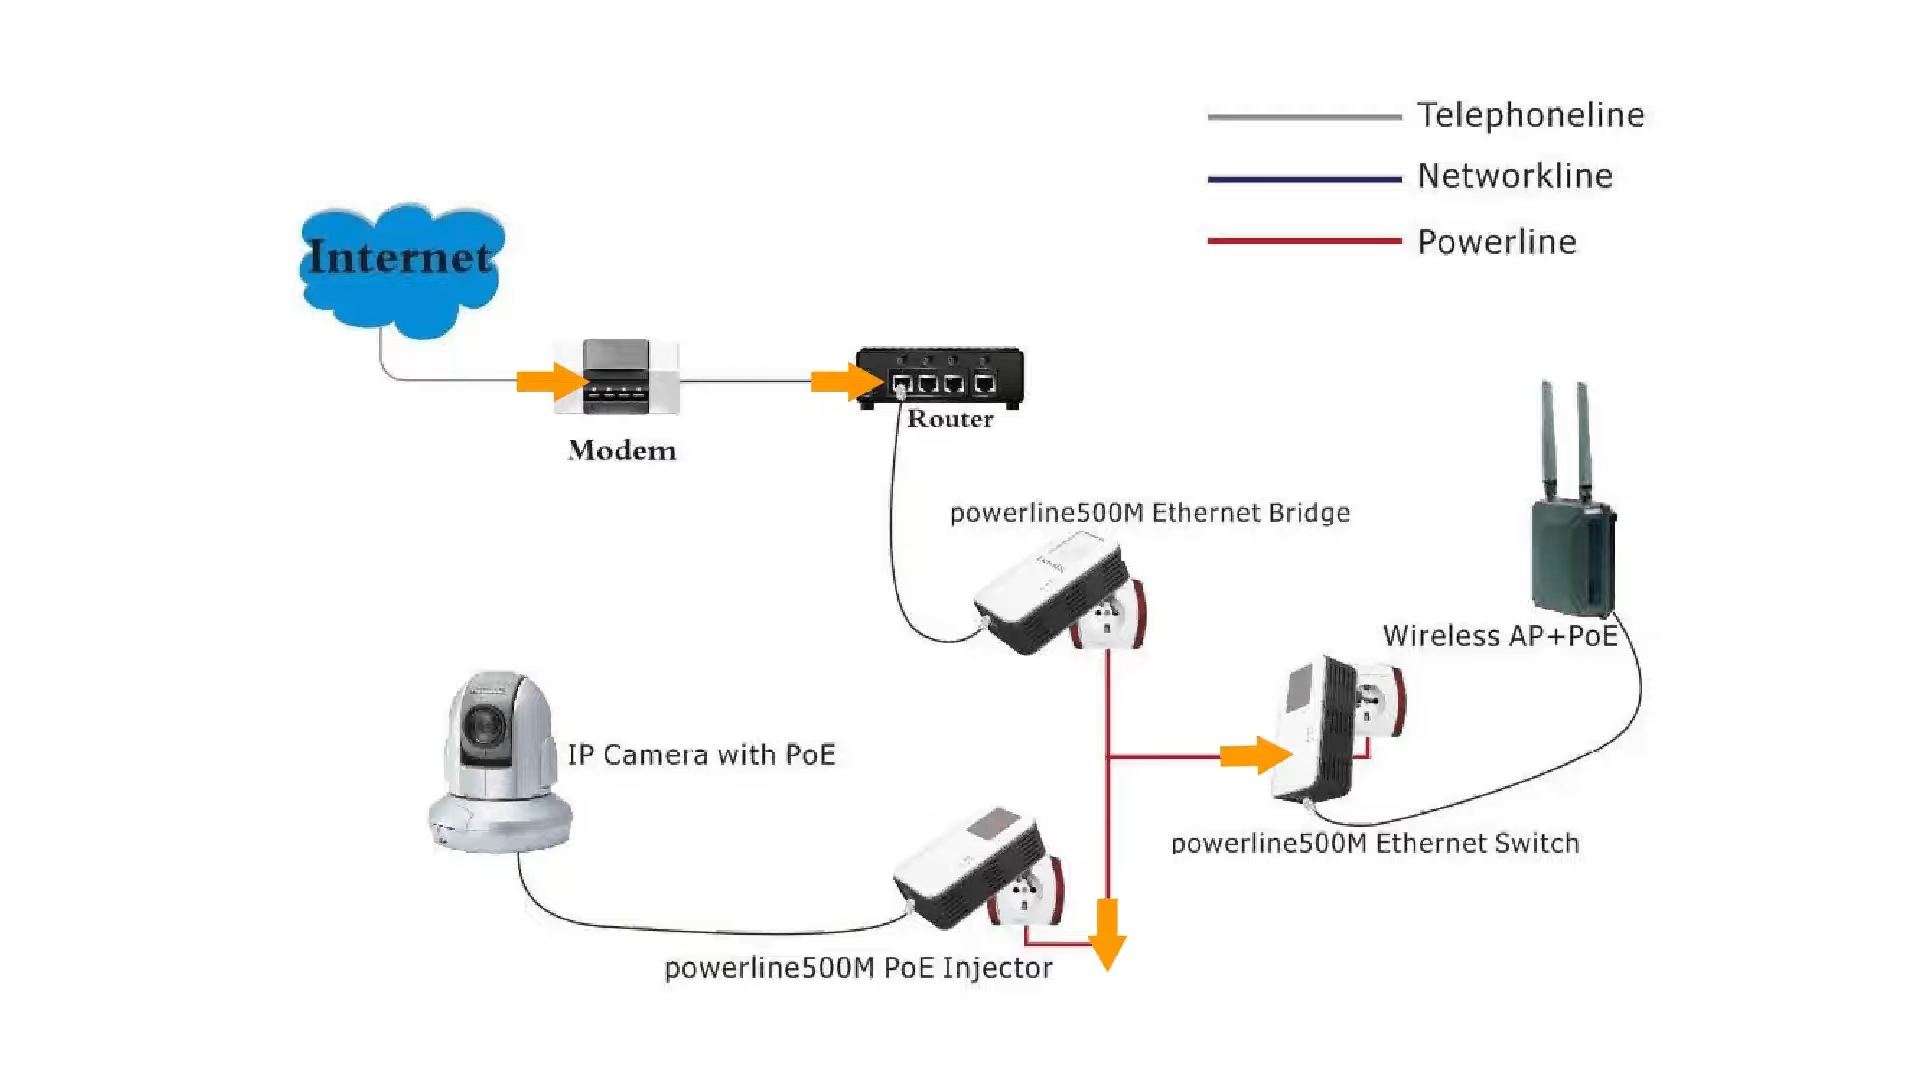 Telephoneline
Networkline
Powerline
Internet
Modem
Router
powerline500M Ethernet Bridge
Wireless AP+PoE
IP Camera with PoE
powerline500M Ethernet Switch
powerline500M PoE Injector